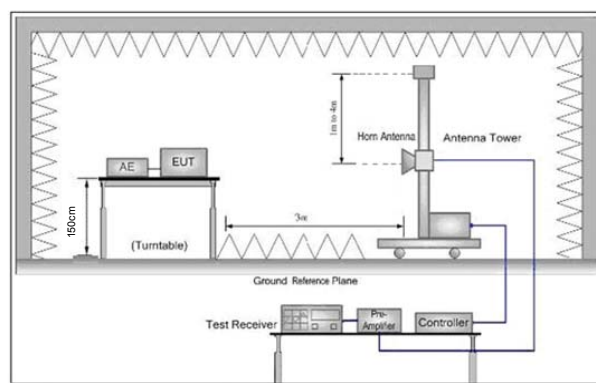 1m to 4m
Horn Antenna
Antenna Tower
AE
EUT
150cm
(Turntable)
3m
Ground Reference Plane
Test Receiver
Pre-
Amplifier
Controller